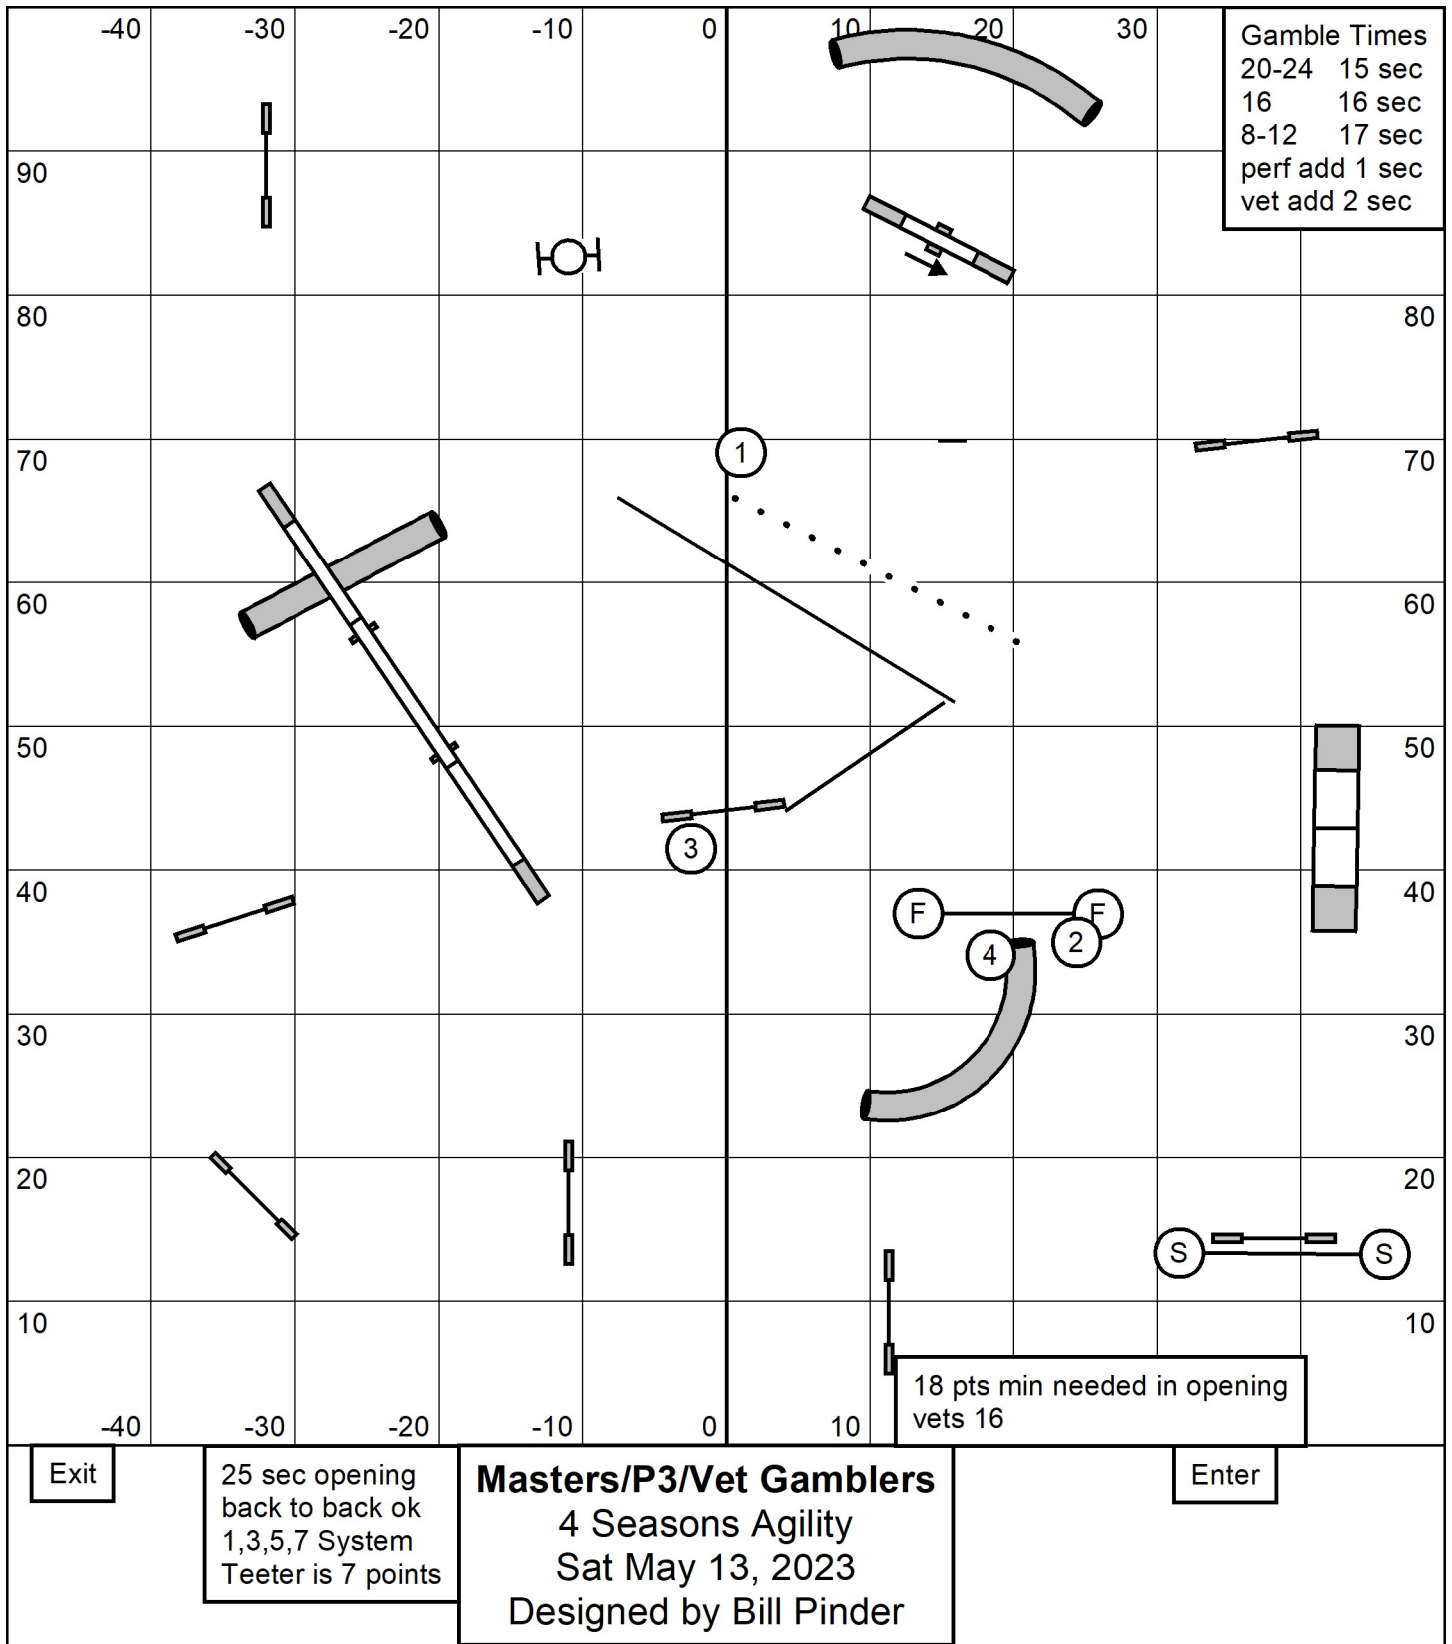 -40 -30 -20 -10 0 10 20 30
Gamble Times
20-24 15 sec
16 16 sec
8-12 17 sec
perf add 1 sec
vet add 2 sec
90
80 80
1
70 70
60 60
50 50
3
40 40
F F
4 2
30 30
20 20
S S
10 10
18 pts min needed in opening
vets 16
-40 -30 -20 -10 0 10
Exit
Enter
25 sec opening
back to back ok
1,3,5,7 System
Teeter is 7 points
Masters/P3/Vet Gamblers
4 Seasons Agility
Sat May 13, 2023
Designed by Bill Pinder